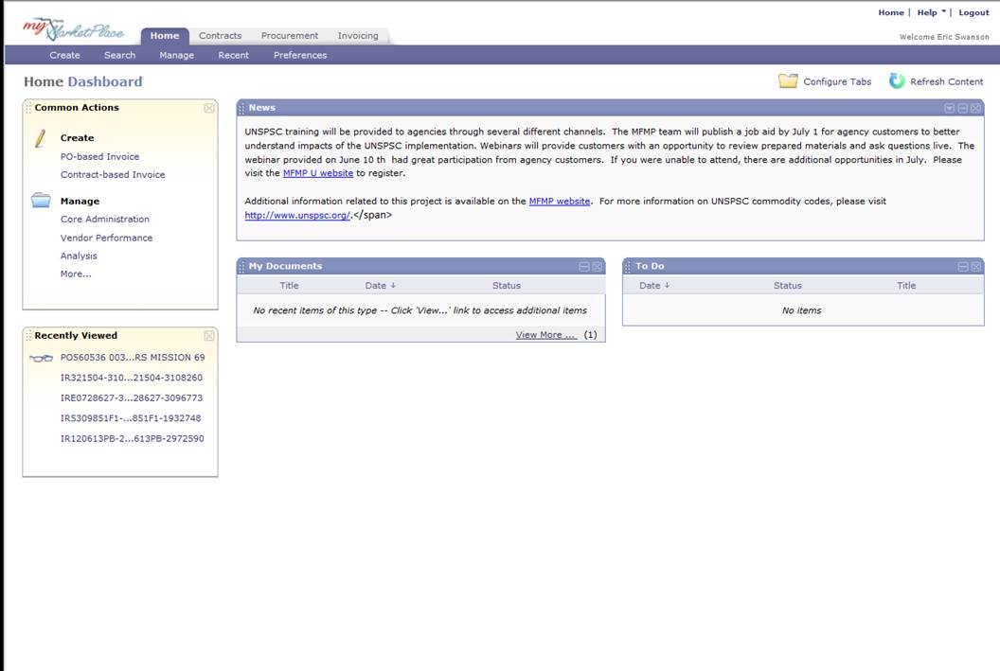 Home | Help | Logout
my MarketPlace
Home Contracts Procurement Invoicing
Welcome Eric Swanson
Create Search Manage Recent Preferences
Home Dashboard
Configure Tabs Refresh Content
Common Actions
Create
PO-based Invoice
Contract-based Invoice
Manage
Core Administration
Vendor Performance
Analysis
More...
Recently Viewed
PO560536 003...RS MISSION 69
IR321504-310...21504-3108260
IRE0728627-3...28627-3096773
IR5309851F1-...851F1-1932748
IR120613PB-2...613PB-2972590
News
UNSPSC training will be provided to agencies through several different channels. The MFMP team will publish a job aid by July 1 for agency customers to better
understand impacts of the UNSPSC implementation. Webinars will provide customers with an opportunity to review prepared materials and ask questions live. The
webinar provided on June 10 th had great participation from agency customers. If you were unable to attend, there are additional opportunities in July. Please
visit the MFMP U website to register.
Additional information related to this project is available on the MFMP website. For more information on UNSPSC commodity codes, please visit
http://www.unspsc.org/.</span>
My Documents
Title Date ↓ Status
No recent items of this type -- Click 'View...' link to access additional items
View More ... (1)
To Do
Date ↓ Status Title
No items